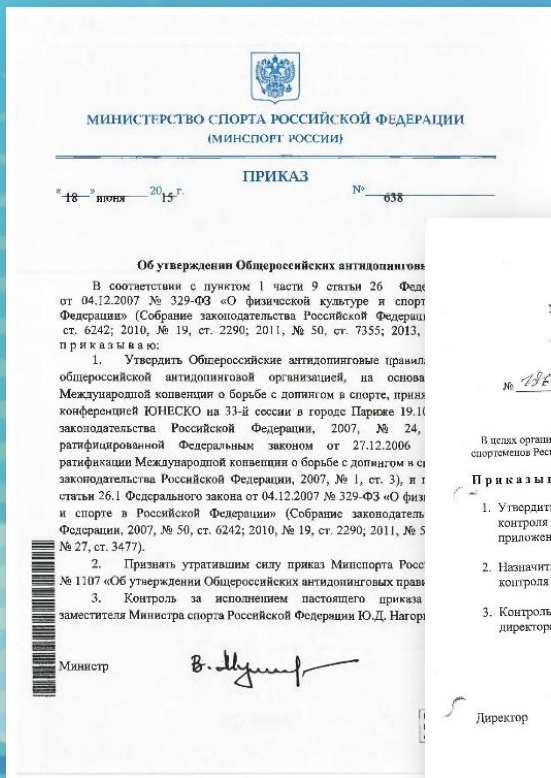 МИНИСТЕРСТВО СПОРТА РОССИЙСКОЙ ФЕДЕРАЦИИ
(МИНСПОРТ РОССИИ)
ПРИКАЗ
« 18 » июня 2015 г. № 638
Об утверждении Общероссийских антидопинговы
В соответствии с пунктом 1 части 9 статьи 26 Феде
от 04.12.2007 № 329-ФЗ «О физической культуре и спорт
Федерации» (Собрание законодательства Российской Федерац
ст. 6242; 2010, № 19, ст. 2290; 2011, № 50, ст. 7355; 2013,
п р и к а з ы в а ю:
1. Утвердить Общероссийские антидопинговые правил
общероссийской антидопинговой организацией, на основа
Международной конвенции о борьбе с допингом в спорте, приня
конференцией ЮНЕСКО на 33-й сессии в городе Париже 19.10
законодательства Российской Федерации, 2007, № 24,
ратифицированной Федеральным законом от 27.12.2006
ратификации Международной конвенции о борьбе с допингом в сп
законодательства Российской Федерации, 2007, № 1, ст. 3), и п
статьи 26.1 Федерального закона от 04.12.2007 № 329-ФЗ «О физи
и спорте в Российской Федерации» (Собрание законодатель
Федерации, 2007, № 50, ст. 6242; 2010, № 19, ст. 2290; 2011, № 5
№ 27, ст. 3477).
2. Признать утратившим силу приказ Минспорта Росс
№ 1107 «Об утверждении Общероссийских антидопинговых прави
3. Контроль за исполнением настоящего приказа
заместителя Министра спорта Российской Федерации Ю.Д. Нагорн
Министр
№ 186
В целях органи
спортсменов Рес
П р и к а з ы в
1. Утвердить
контроля
приложен
2. Назначит
контроля
3. Контроль
директор
Директор